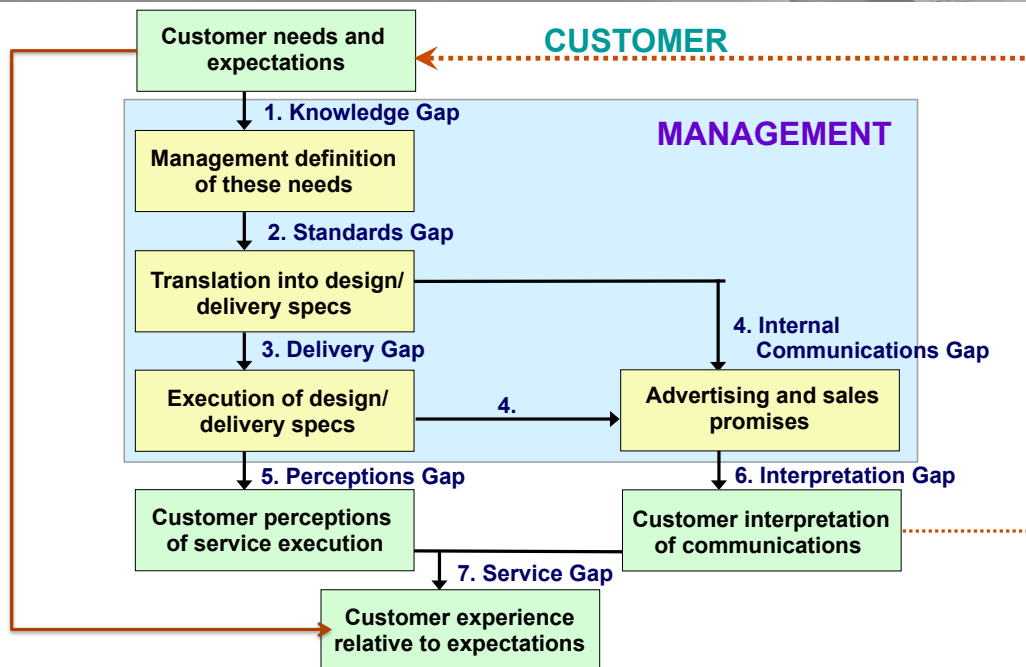 Customer needs and
expectations
CUSTOMER
1. Knowledge Gap
MANAGEMENT
Management definition
of these needs
2. Standards Gap
Translation into design/
delivery specs
3. Delivery Gap
4. Internal
Communications Gap
Execution of design/
delivery specs
4.
Advertising and sales
promises
5. Perceptions Gap
6. Interpretation Gap
Customer perceptions
of service execution
Customer interpretation
of communications
7. Service Gap
Customer experience
relative to expectations